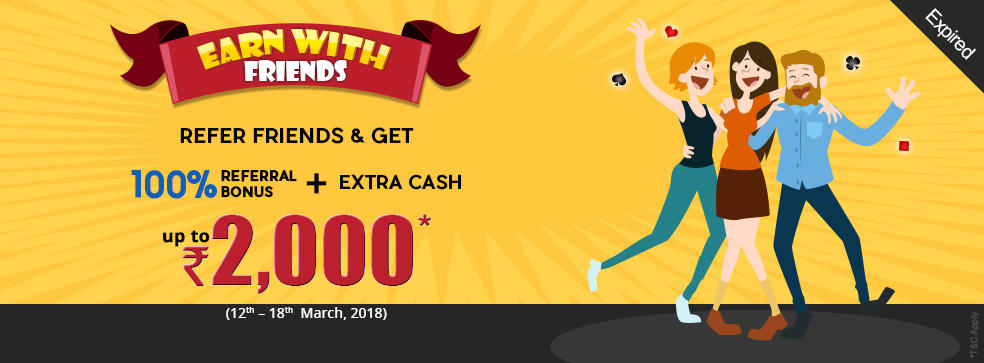 EARN WITH
FRIENDS
REFER FRIENDS & GET
100% REFERRAL BONUS + EXTRA CASH
up to ₹2,000*
(12th – 18th March, 2018)
Expired
*T&C Apply